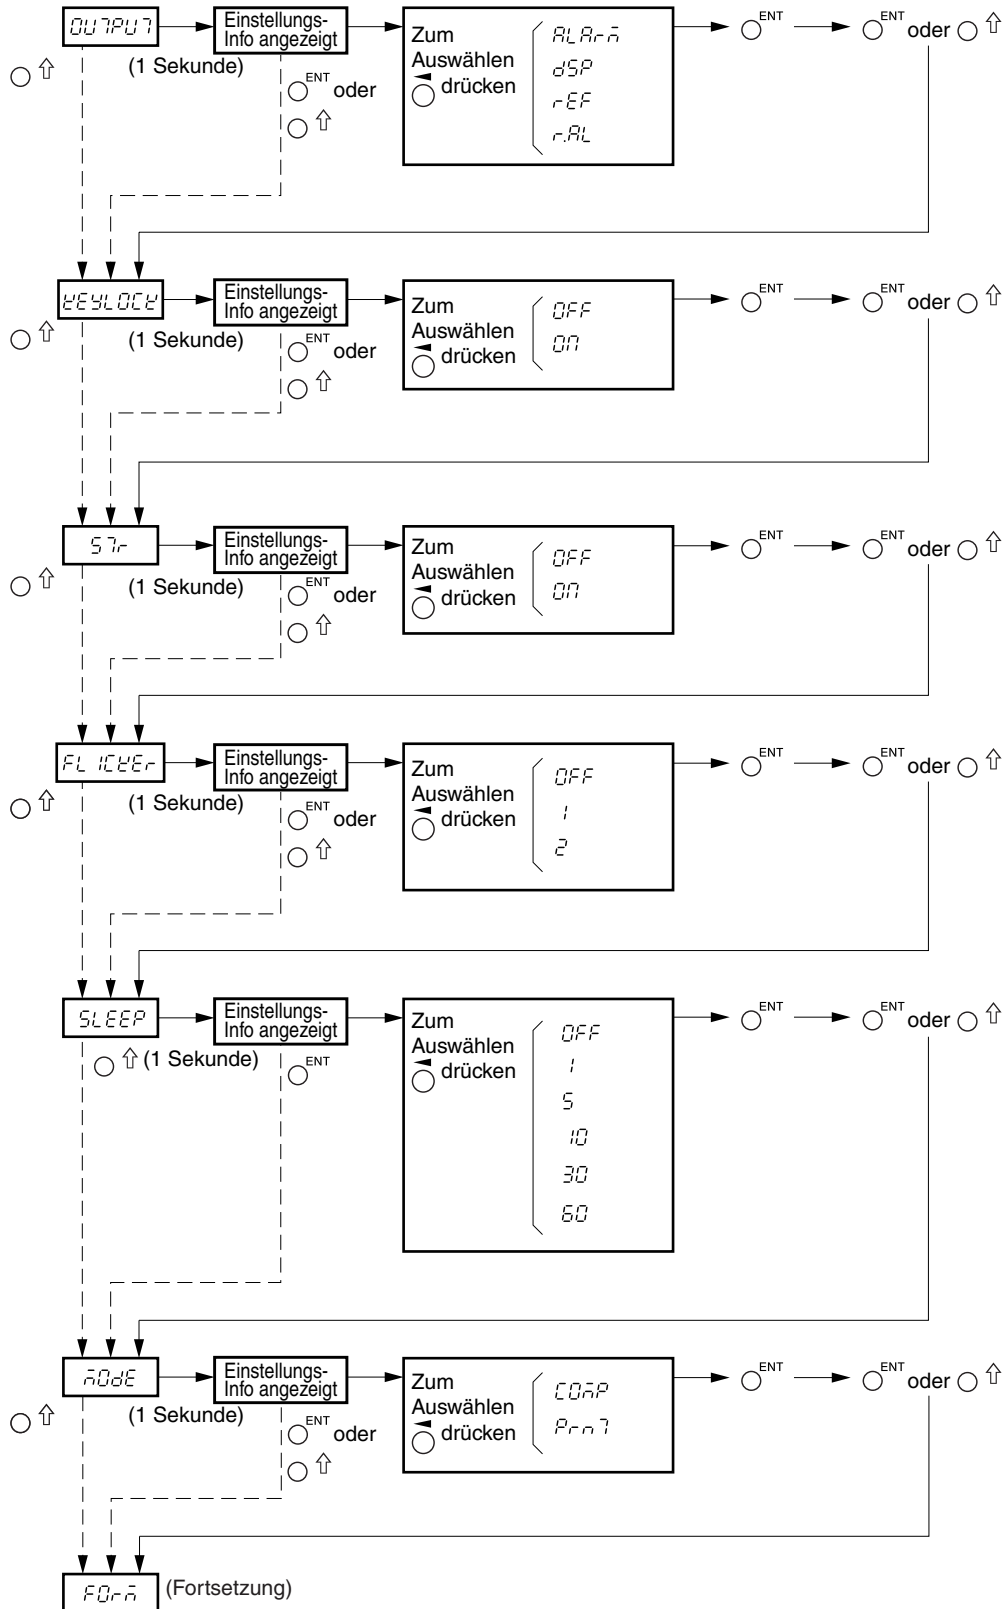 OUTPUT
Einstellungs-
Info angezeigt
(1 Sekunde)
ENT oder
Zum
Auswählen
drücken
ALArm
dSP
rEF
r.AL
ENT
ENT oder
KEYLOCK
Einstellungs-
Info angezeigt
(1 Sekunde)
ENT oder
Zum
Auswählen
drücken
OFF
On
ENT
ENT oder
STr
Einstellungs-
Info angezeigt
(1 Sekunde)
ENT oder
Zum
Auswählen
drücken
OFF
On
ENT
ENT oder
FLICKEr
Einstellungs-
Info angezeigt
(1 Sekunde)
ENT oder
Zum
Auswählen
drücken
OFF
1
2
ENT
ENT oder
SLEEP
Einstellungs-
Info angezeigt
(1 Sekunde)
ENT
Zum
Auswählen
drücken
OFF
1
5
10
30
60
ENT
ENT oder
mOdE
Einstellungs-
Info angezeigt
(1 Sekunde)
ENT oder
Zum
Auswählen
drücken
COmP
PrnT
ENT
ENT oder
FOrm
(Fortsetzung)